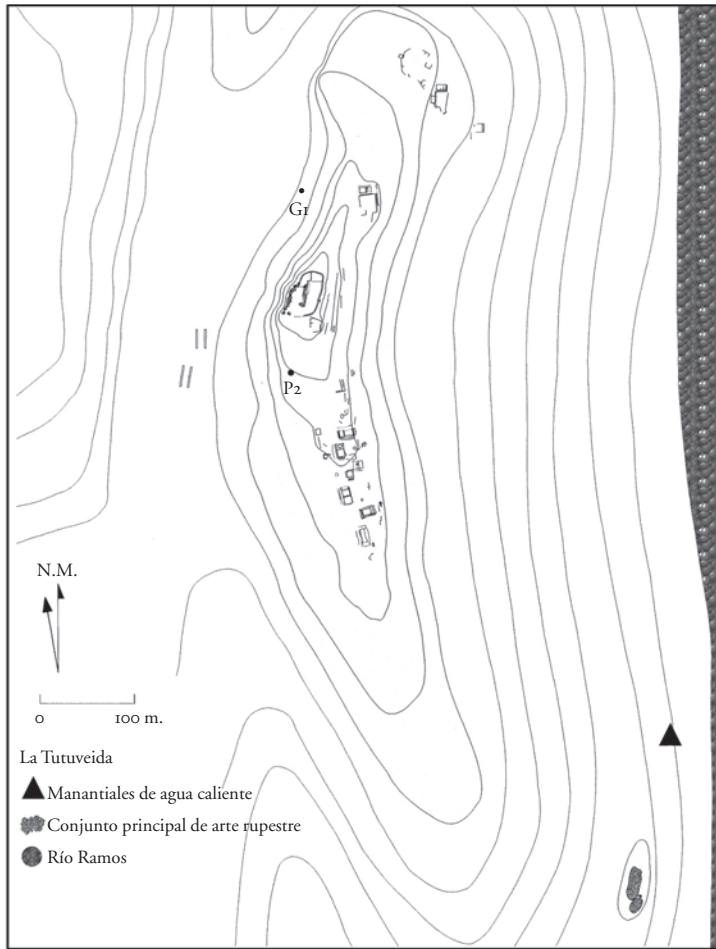 G1
P2
N.M.
0 100 m.
La Tutuveida
Manantiales de agua caliente
Conjunto principal de arte rupestre
Río Ramos